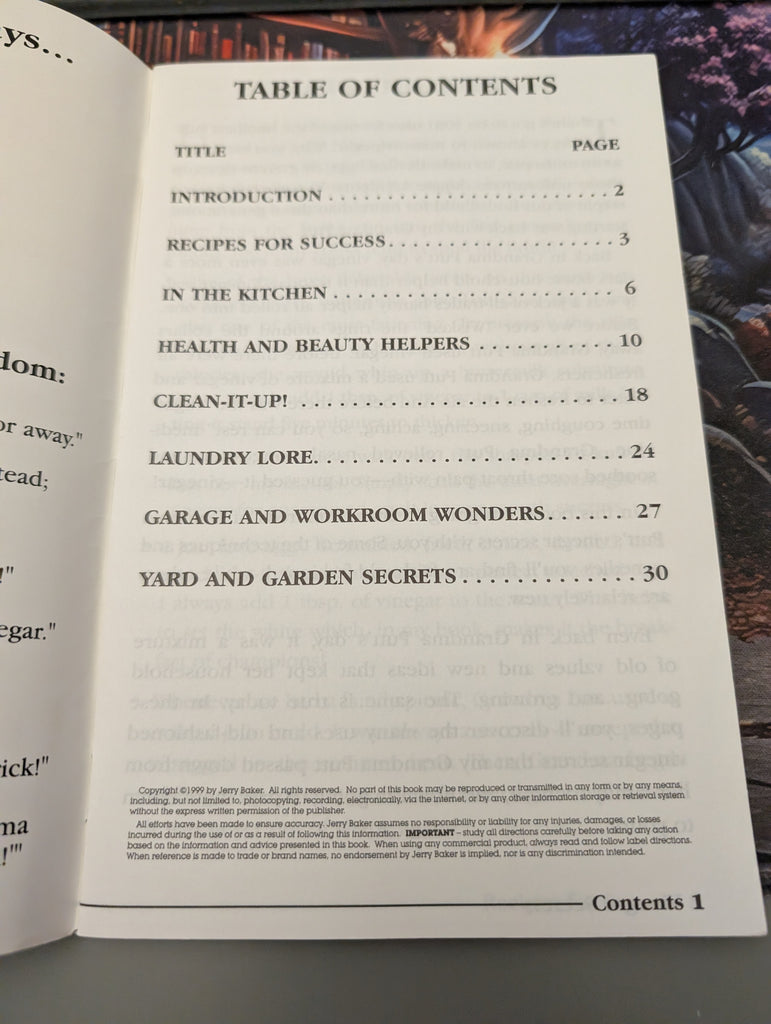 ys...
dom:
or away."
tead;
!"
egar."
ick!"
ma
!'"
TABLE OF CONTENTS
TITLE PAGE
INTRODUCTION . . . . . . . . . . . . . . . . . . . . . . . . 2
RECIPES FOR SUCCESS. . . . . . . . . . . . . . . . . . . 3
IN THE KITCHEN . . . . . . . . . . . . . . . . . . . . . . . 6
HEALTH AND BEAUTY HELPERS . . . . . . . . . . . 10
CLEAN-IT-UP! . . . . . . . . . . . . . . . . . . . . . . . . 18
LAUNDRY LORE. . . . . . . . . . . . . . . . . . . . . . . 24
GARAGE AND WORKROOM WONDERS. . . . . . 27
YARD AND GARDEN SECRETS . . . . . . . . . . . . . 30
Copyright ©1999 by Jerry Baker. All rights reserved. No part of this book may be reproduced or transmitted in any form or by any means,
including, but not limited to, photocopying, recording, electronically, via the internet, or by any other information storage or retrieval system
without the express written permission of the publisher.
All efforts have been made to ensure accuracy. Jerry Baker assumes no responsibility or liability for any injuries, damages, or losses
incurred during the use of or as a result of following this information. IMPORTANT – study all directions carefully before taking any action
based on the information and advice presented in this book. When using any commercial product, always read and follow label directions.
When reference is made to trade or brand names, no endorsement by Jerry Baker is implied, nor is any discrimination intended.
Contents 1